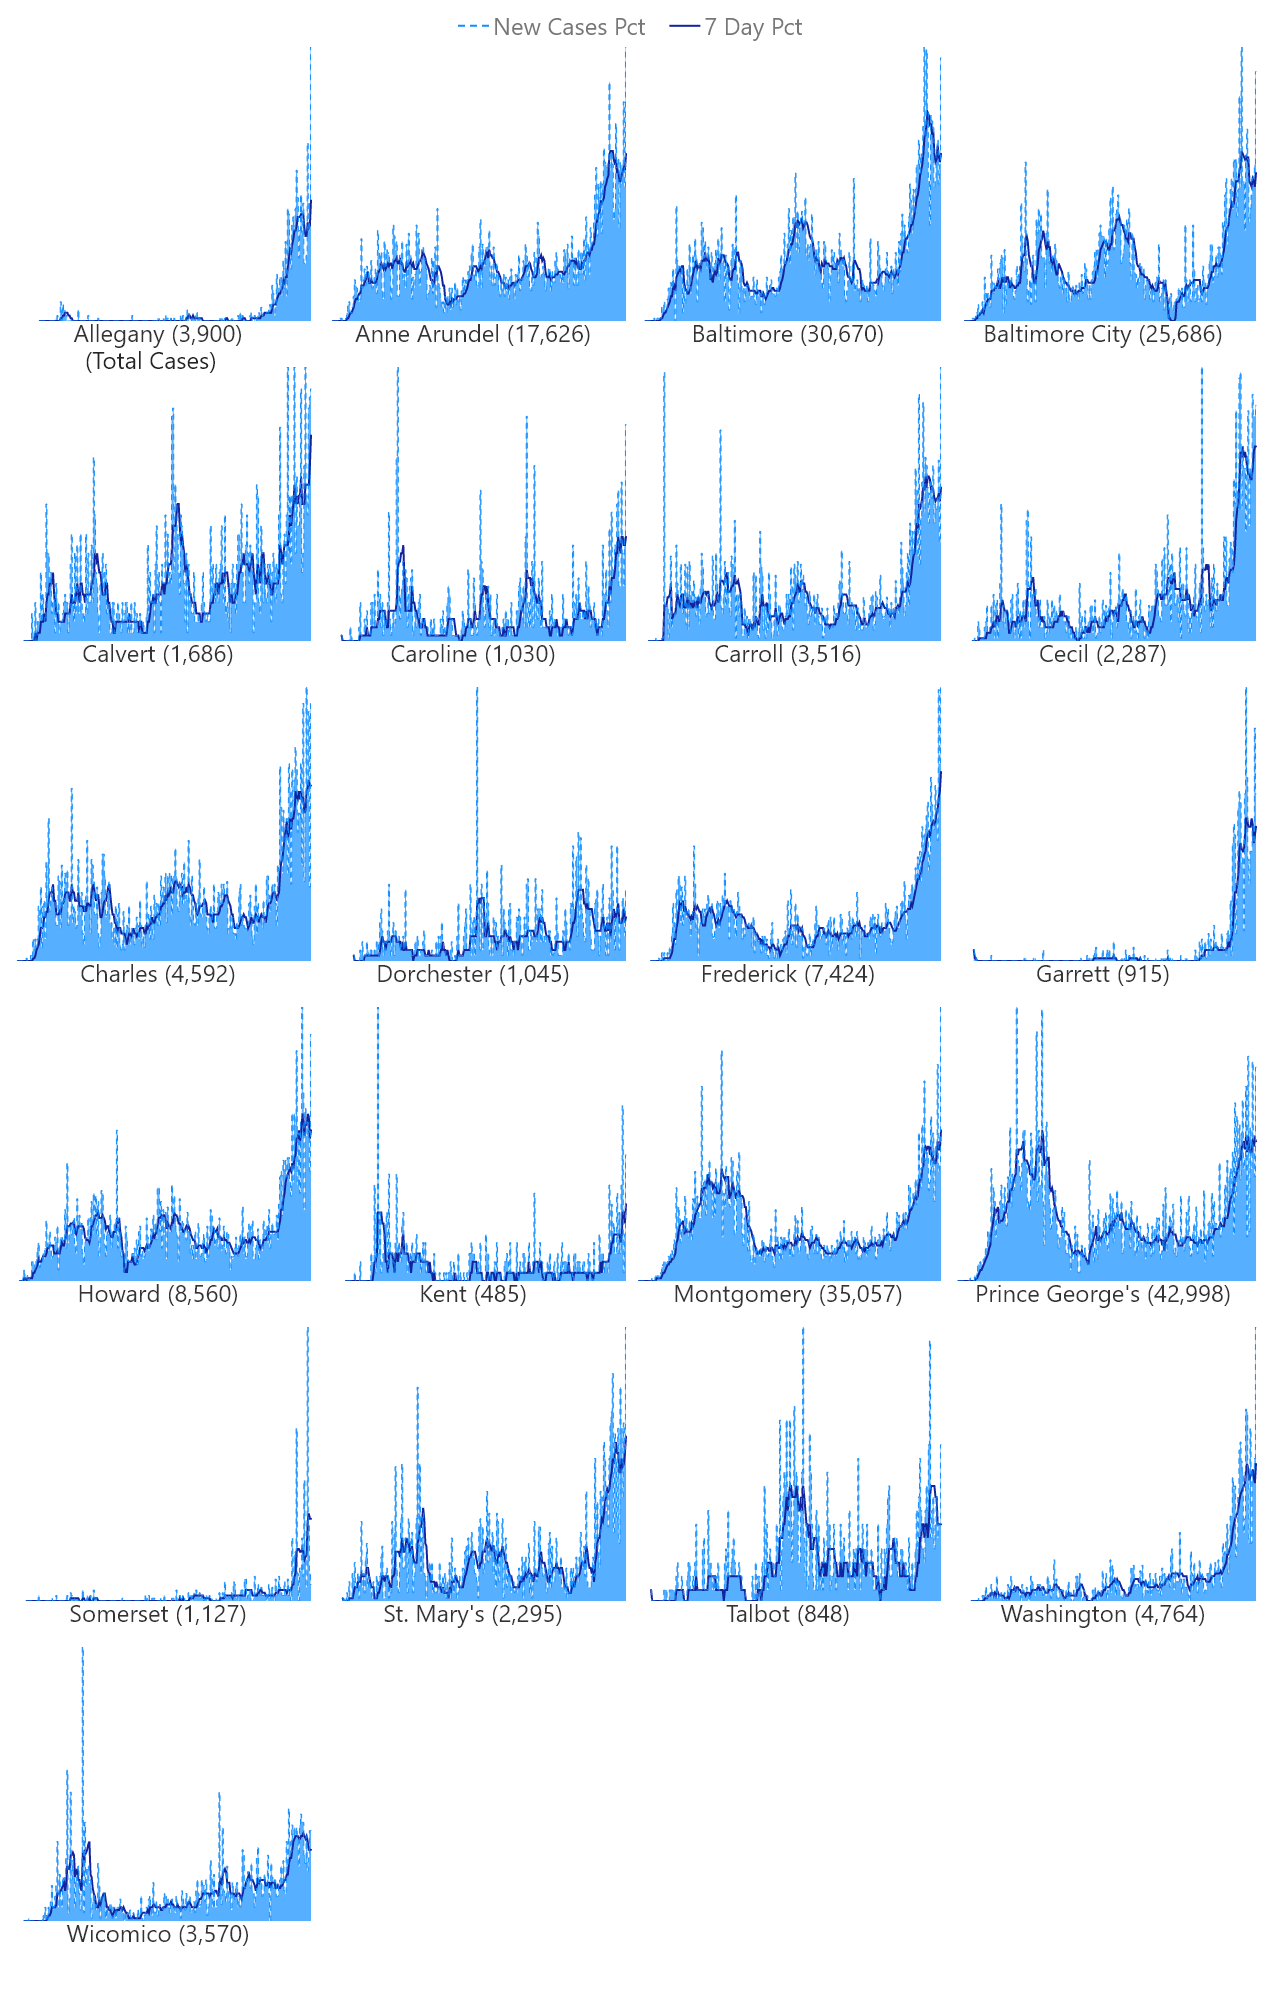 New Cases Pct 7 Day Pct
Allegany (3,900) Anne Arundel (17,626) Baltimore (30,670) Baltimore City (25,686)
(Total Cases)
Calvert (1,686) Caroline (1,030) Carroll (3,516) Cecil (2,287)
Charles (4,592) Dorchester (1,045) Frederick (7,424) Garrett (915)
Howard (8,560) Kent (485) Montgomery (35,057) Prince George's (42,998)
Somerset (1,127) St. Mary's (2,295) Talbot (848) Washington (4,764)
Wicomico (3,570)